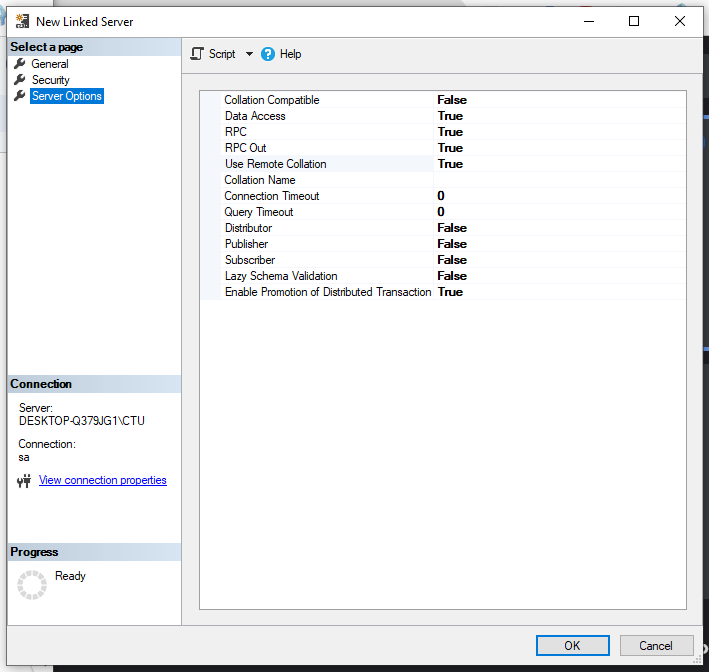 New Linked Server
Select a page
General
Security
Server Options
Script
Help
Collation Compatible False
Data Access True
RPC True
RPC Out True
Use Remote Collation True
Collation Name
Connection Timeout 0
Query Timeout 0
Distributor False
Publisher False
Subscriber False
Lazy Schema Validation False
Enable Promotion of Distributed Transaction True
Connection
Server:
DESKTOP-Q379JG1\CTU
Connection:
sa
View connection properties
Progress
Ready
OK
Cancel